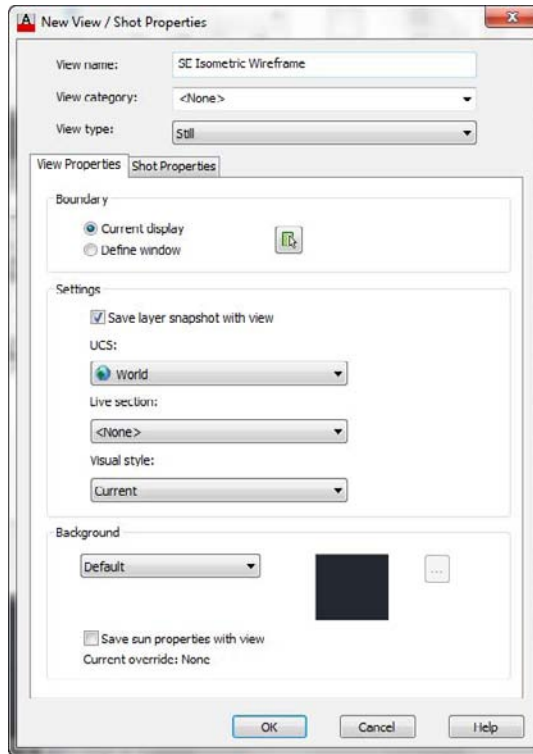 New View / Shot Properties
View name: SE Isometric Wireframe
View category: <None>
View type: Still
View Properties Shot Properties
Boundary
Current display
Define window
Settings
Save layer snapshot with view
UCS:
World
Live section:
<None>
Visual style:
Current
Background
Default
...
Save sun properties with view
Current override: None
OK Cancel Help